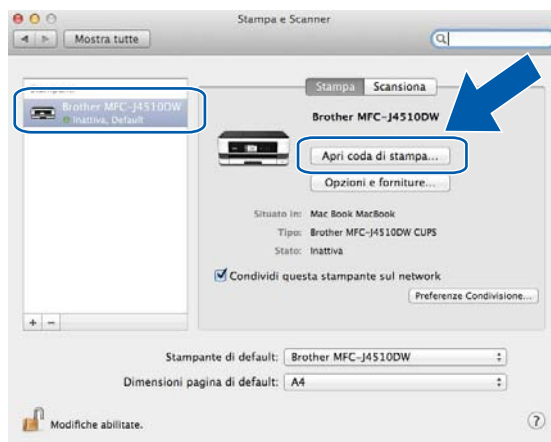 Stampa e Scanner
Mostra tutte
Stampa Scansiona
Brother MFC-J4510DW
Inattiva, Default
Brother MFC-J4510DW
Apri coda di stampa...
Opzioni e forniture...
Situato in: Mac Book MacBook
Tipo: Brother MFC-J4510DW CUPS
Stato: Inattiva
Condividi questa stampante sul network
Preferenze Condivisione...
+ −
Stampante di default: Brother MFC-J4510DW
Dimensioni pagina di default: A4
Modifiche abilitate.
?